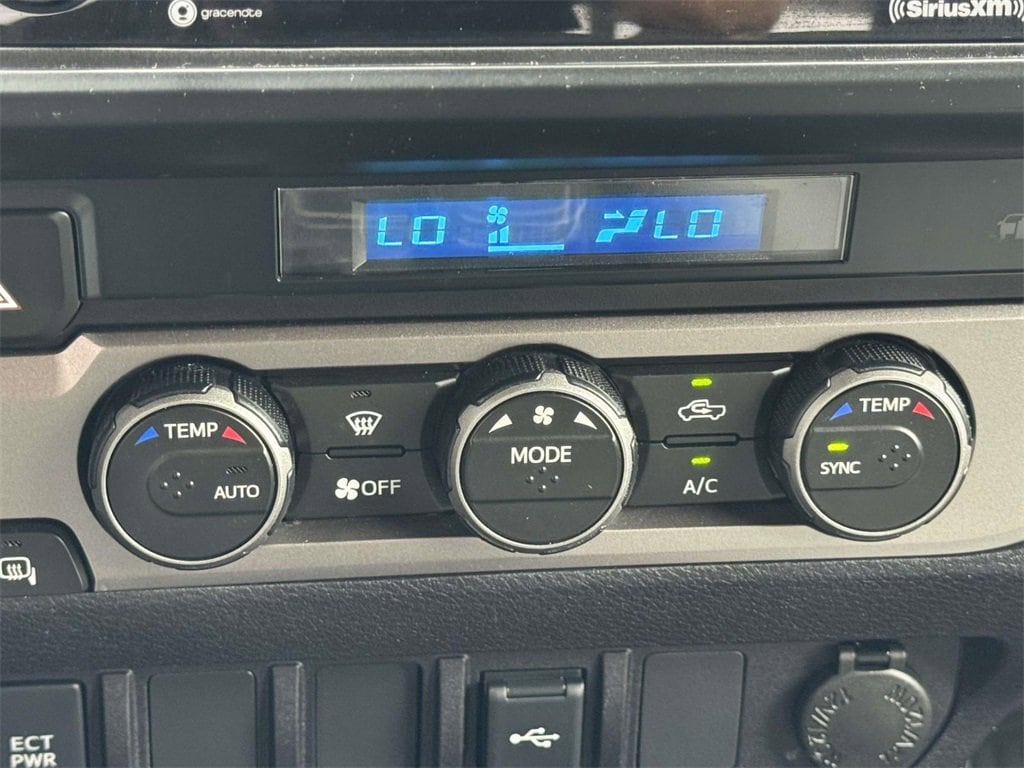 gracenote
SiriusXM
LO LO
TEMP
AUTO
OFF
MODE
A/C
TEMP
SYNC
ECT
PWR